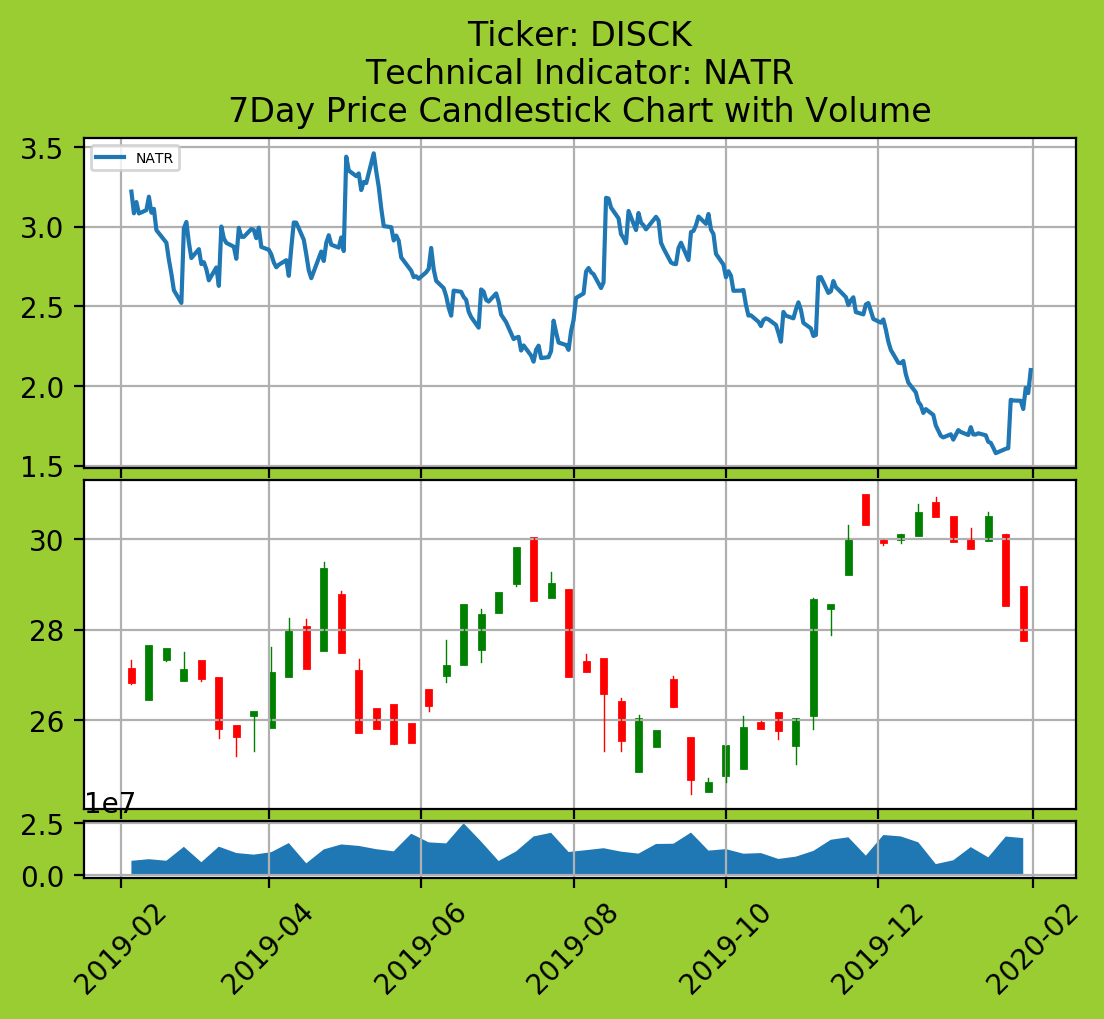 Ticker: DISCK
Technical Indicator: NATR
7Day Price Candlestick Chart with Volume
NATR
3.5
3.0
2.5
2.0
1.5
30
28
26
1e7
2.5
0.0
2019-02 2019-04 2019-06 2019-08 2019-10 2019-12 2020-02